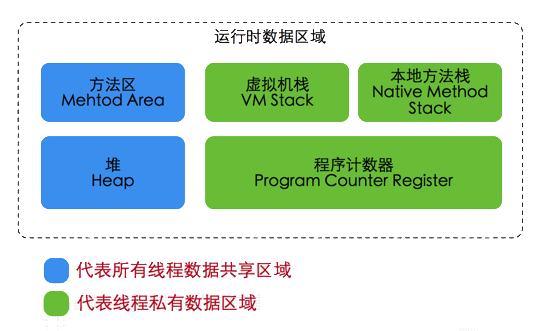 运行时数据区域
方法区
Mehtod Area
虚拟机栈
VM Stack
本地方法栈
Native Method
Stack
堆
Heap
程序计数器
Program Counter Register
代表所有线程数据共享区域
代表线程私有数据区域